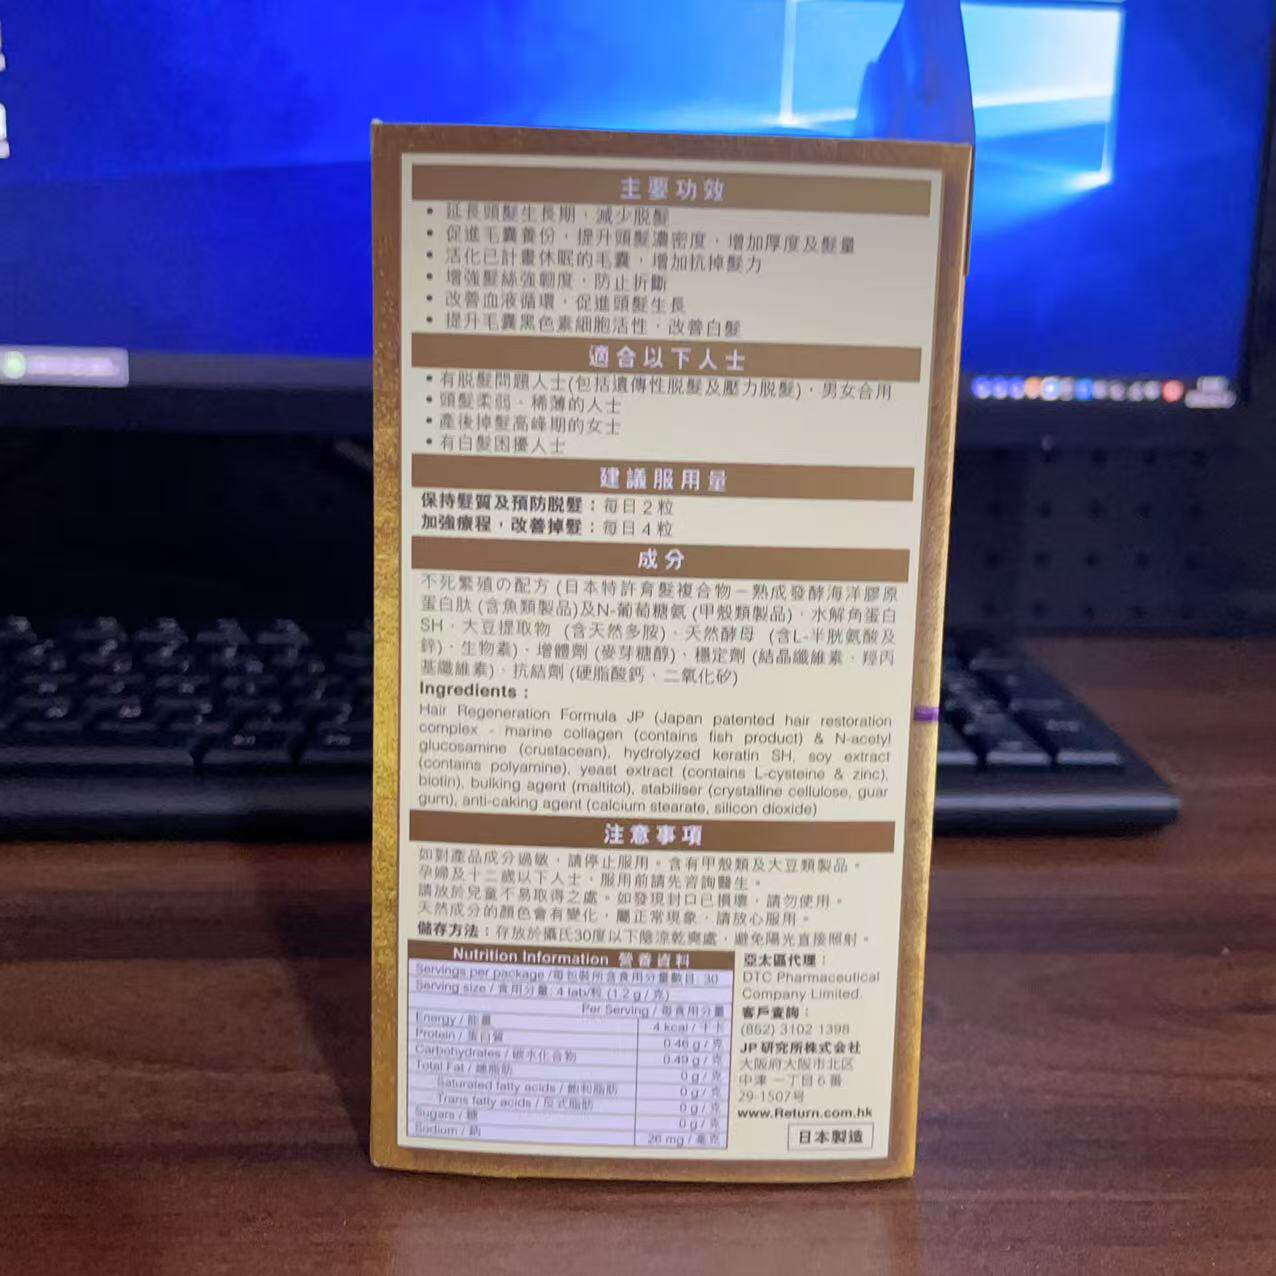 主要功效
• 延長頭髮生長期，減少脫髮
• 促進毛囊養份，提升頭髮濃密度，增加厚度及髮量
• 活化已計畫休眠的毛囊，增加抗掉髮力
• 增強髮絲強韌度，防止折斷
• 改善血液循環，促進頭髮生長
• 提升毛囊黑色素細胞活性，改善白髮
適合以下人士
• 有脫髮問題人士(包括遺傳性脫髮及壓力脫髮)，男女合用
• 頭髮柔弱、稀薄的人士
• 產後掉髮高峰期的女士
• 有白髮困擾人士
建議服用量
保持髮質及預防脫髮：每日2粒
加強療程，改善掉髮：每日4粒
成分
不死繁殖の配方 (日本特許育髮複合物－熟成發酵海洋膠原
蛋白肽 (含魚類製品)及N-葡萄糖氨 (甲殼類製品)、水解角蛋白
SH、大豆提取物 (含天然多胺)、天然酵母 (含L-半胱氨酸及
鋅)、生物素)、增體劑 (麥芽糖醇)、穩定劑 (結晶纖維素、羥丙
基纖維素)、抗結劑 (硬脂酸鈣、二氧化矽)
Ingredients :
Hair Regeneration Formula JP (Japan patented hair restoration
complex - marine collagen (contains fish product) & N-acetyl
glucosamine (crustacean), hydrolyzed keratin SH, soy extract
(contains polyamine), yeast extract (contains L-cysteine & zinc),
biotin), bulking agent (maltitol), stabiliser (crystalline cellulose, guar
gum), anti-caking agent (calcium stearate, silicon dioxide)
注意事項
如對產品成分過敏，請停止服用。含有甲殼類及大豆類製品。
孕婦及十二歲以下人士，服用前請先咨詢醫生。
請放於兒童不易取得之處。如發現封口已損壞，請勿使用。
天然成分的顏色會有變化，屬正常現象，請放心服用。
儲存方法：存放於攝氏30度以下陰涼乾爽處，避免陽光直接照射。
Nutrition Information 營養資料
Servings per package /每包裝所含食用分量數目: 30
Serving size / 食用分量: 4 tab/粒 (1.2 g / 克)
Per Serving / 每食用分量
Energy / 能量 4 kcal / 千卡
Protein / 蛋白質 0.46 g / 克
Carbohydrates / 碳水化合物 0.49 g / 克
Total Fat / 總脂肪 0 g / 克
- Saturated fatty acids / 飽和脂肪 0 g / 克
- Trans fatty acids / 反式脂肪 0 g / 克
Sugars / 糖 0 g / 克
Sodium / 鈉 26 mg / 毫克
亞太區代理：
DTC Pharmaceutical
Company Limited.
客戶查詢：
(852) 3102 1398
JP 研究所株式会社
大阪府大阪市北区
中津一丁目6番
29-1507号
www.Return.com.hk
日本製造